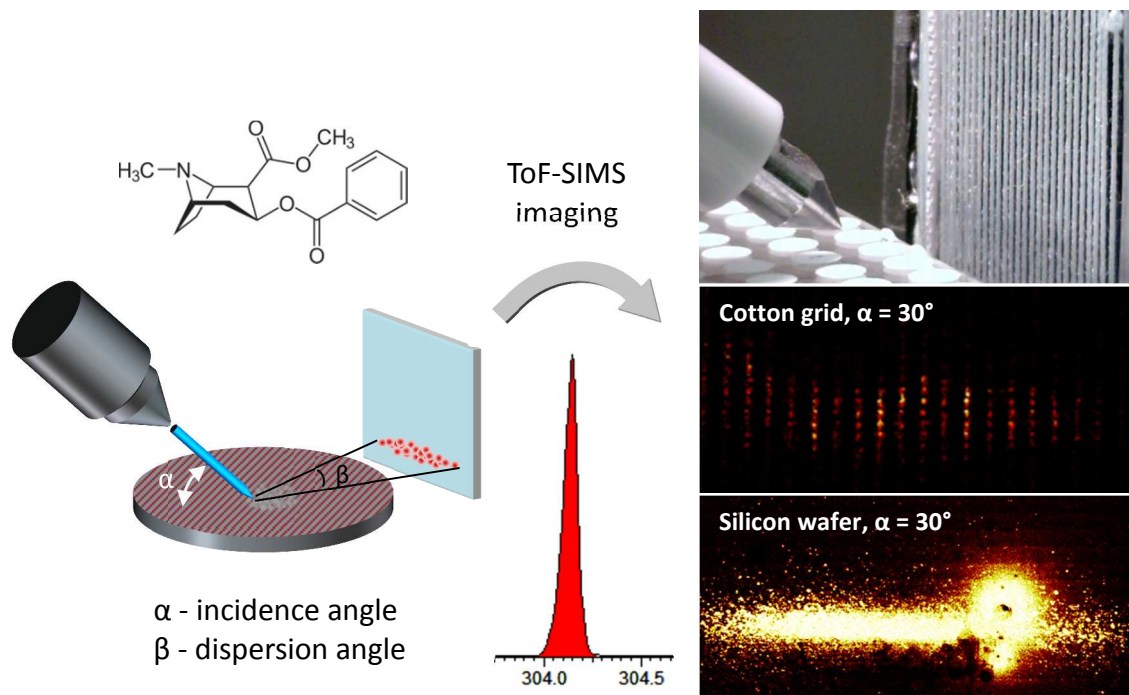 O
CH₃
H₃C
N
O
O
O
ToF-SIMS
imaging
α
β
α - incidence angle
β - dispersion angle
304.0 304.5
Cotton grid, α = 30°
Silicon wafer, α = 30°